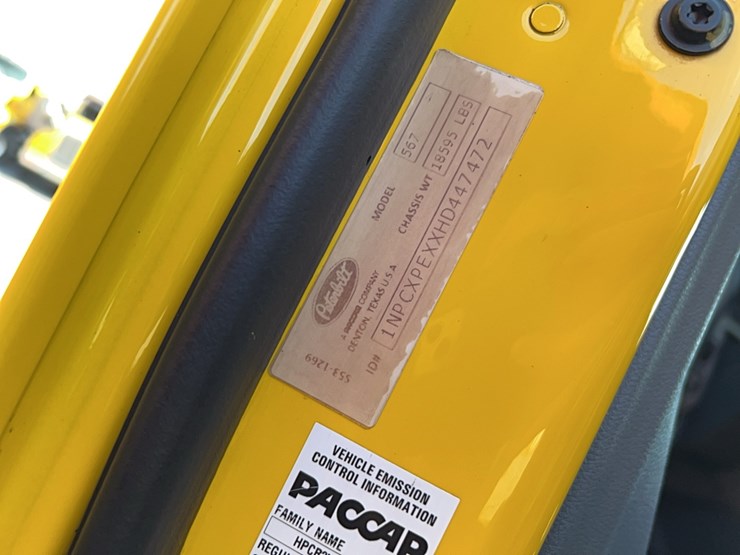 MODEL 567
CHASSIS WT 18595 LBS
Peterbilt
A PACCAR COMPANY
DENTON, TEXAS U.S.A
ID# 1NPCXPEXXHD447472
S53-1269
VEHICLE EMISSION
CONTROL INFORMATION
PACCAR
FAMILY NAME